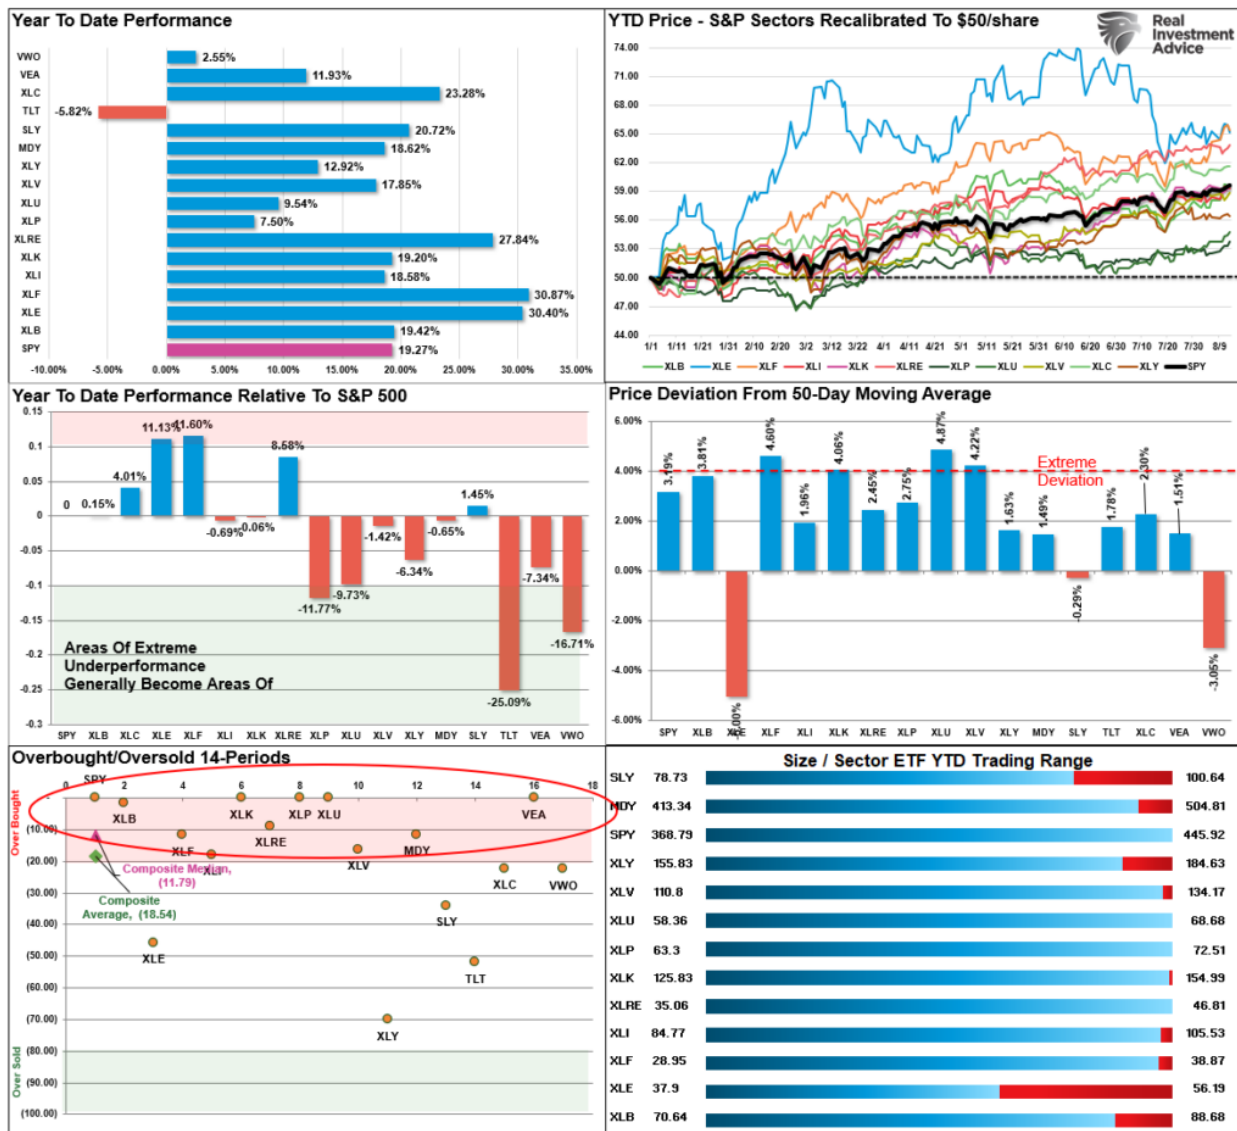 Year To Date Performance
VWO 2.55%
VEA 11.93%
XLC 23.28%
TLT -5.82%
SLY 20.72%
MDY 18.62%
XLY 12.92%
XLV 17.85%
XLU 9.54%
XLP 7.50%
XLRE 27.84%
XLK 19.20%
XLI 18.58%
XLF 30.87%
XLE 30.40%
XLB 19.42%
SPY 19.27%
-10.00% -5.00% 0.00% 5.00% 10.00% 15.00% 20.00% 25.00% 30.00% 35.00%
YTD Price - S&P Sectors Recalibrated To $50/share
Real
Investment
Advice
74.00
71.00
68.00
65.00
62.00
59.00
56.00
53.00
50.00
47.00
44.00
1/1 1/11 1/21 1/31 2/10 2/20 3/2 3/12 3/22 4/1 4/11 4/21 5/1 5/11 5/21 5/31 6/10 6/20 6/30 7/10 7/20 7/30 8/9
XLB XLE XLF XLI XLK XLRE XLP XLU XLV XLC XLY SPY
Year To Date Performance Relative To S&P 500
0.15
0.1
0.05
0
-0.05
-0.1
-0.15
-0.2
-0.25
-0.3
0 0.15% 4.01% 11.13% 11.60% -0.69% -0.06% 8.58% -11.77% -9.73% -1.42% -6.34% -0.65% 1.45% -25.09% -7.34% -16.71%
Areas Of Extreme
Underperformance
Generally Become Areas Of
SPY XLB XLC XLE XLF XLI XLK XLRE XLP XLU XLV XLY MDY SLY TLT VEA VWO
Price Deviation From 50-Day Moving Average
6.00%
4.00%
2.00%
0.00%
-2.00%
-4.00%
-6.00%
3.19% 3.81% 4.60% 1.96% 4.06% 2.45% 2.75% 4.87% 4.22% 1.63% 1.49% -0.29% 1.78% 2.30% 1.51% -3.05%
Extreme
Deviation
SPY XLB XLE XLF XLI XLK XLRE XLP XLU XLV XLY MDY SLY TLT XLC VEA VWO
Overbought/Oversold 14-Periods
0 2 4 6 8 10 12 14 16 18
Over Bought
(10.00)
(20.00)
(30.00)
(40.00)
(50.00)
(60.00)
(70.00)
(80.00)
(90.00)
(100.00)
Over Sold
SPY
XLB XLK XLP XLU VEA
XLF XLRE MDY
XLI XLV
XLC VWO
Composite Median,
(11.79)
Composite
Average, (18.54)
SLY
XLE
TLT
XLY
Size / Sector ETF YTD Trading Range
SLY 78.73 100.64
MDY 413.34 504.81
SPY 368.79 445.92
XLY 155.83 184.63
XLV 110.8 134.17
XLU 58.36 68.68
XLP 63.3 72.51
XLK 125.83 154.99
XLRE 35.06 46.81
XLI 84.77 105.53
XLF 28.95 38.87
XLE 37.9 56.19
XLB 70.64 88.68